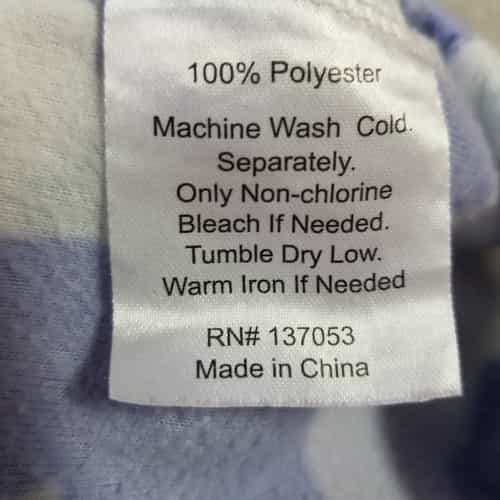 100% Polyester
Machine Wash Cold.
Separately.
Only Non-chlorine
Bleach If Needed.
Tumble Dry Low.
Warm Iron If Needed
RN# 137053
Made in China